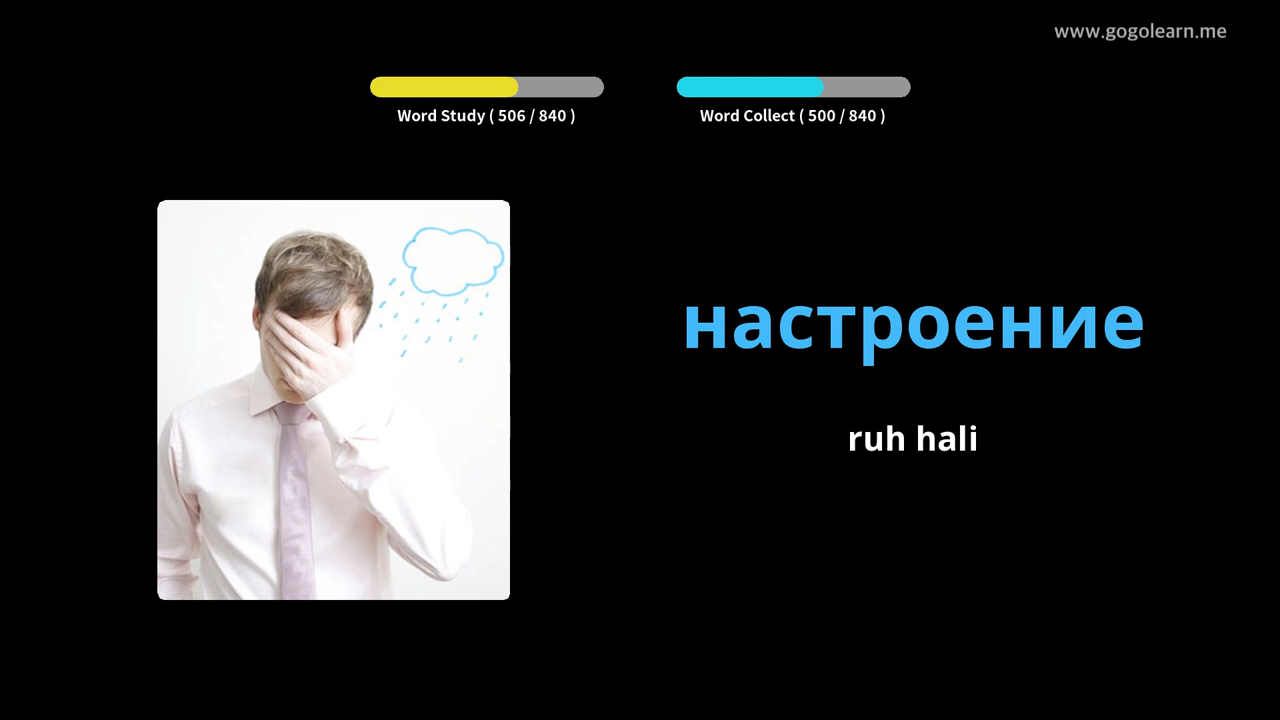 www.gogolearn.me
Word Study ( 506 / 840 )
Word Collect ( 500 / 840 )
настроение
ruh hali